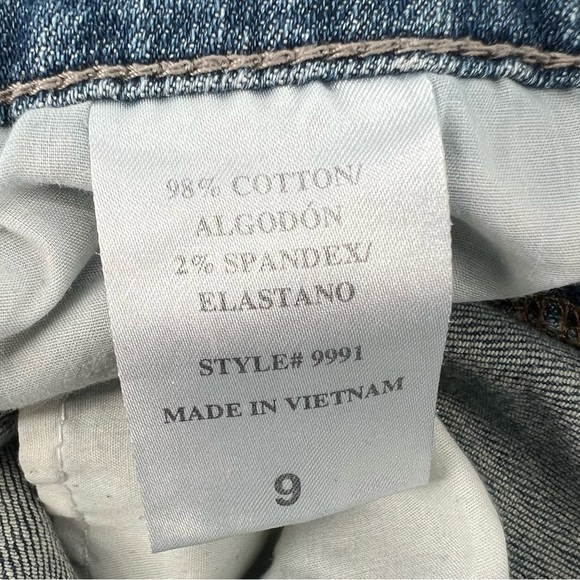 98% COTTON/
ALGODÓN
2% SPANDEX/
ELASTANO
STYLE# 9991
MADE IN VIETNAM
9